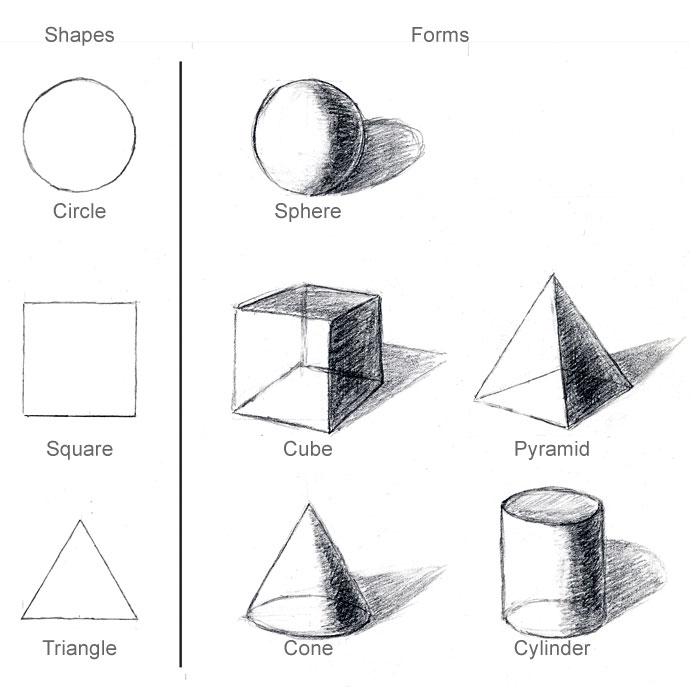 Shapes
Forms
Circle
Sphere
Square
Cube
Pyramid
Triangle
Cone
Cylinder